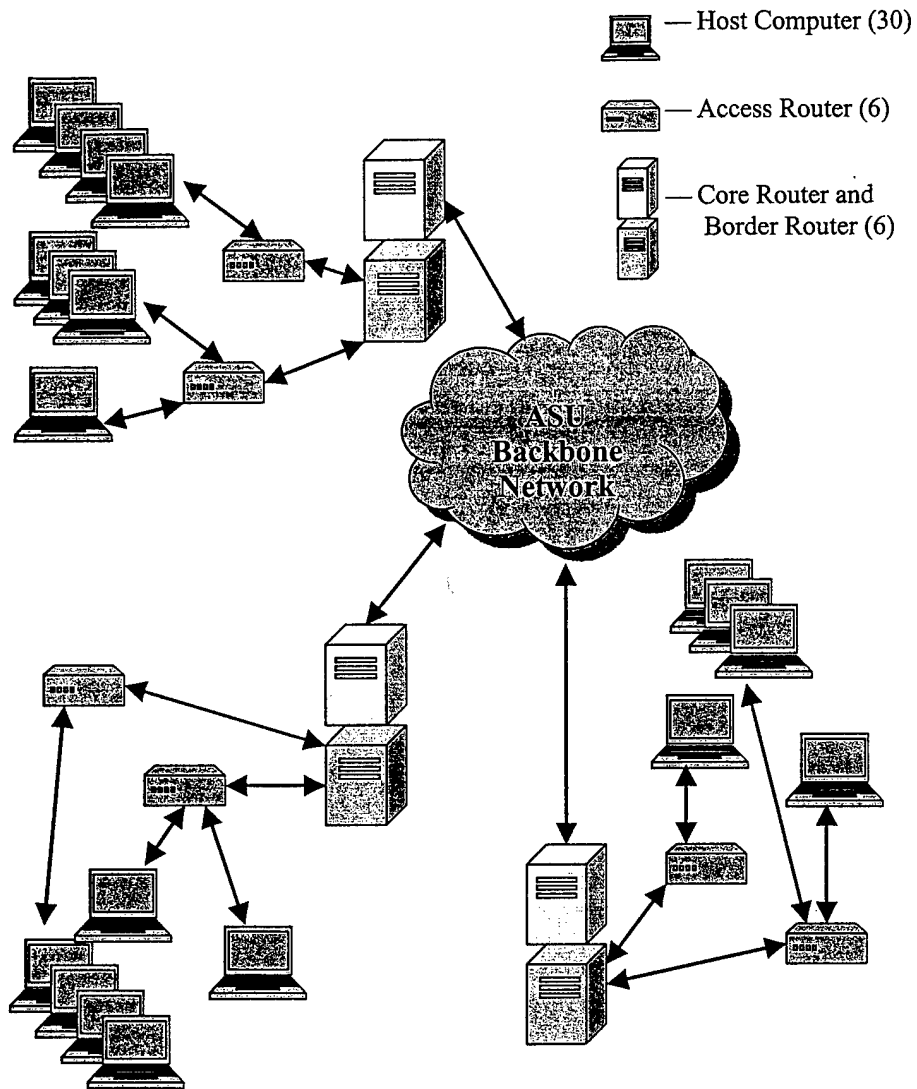 — Host Computer (30)
— Access Router (6)
— Core Router and
Border Router (6)
ASU
Backbone
Network